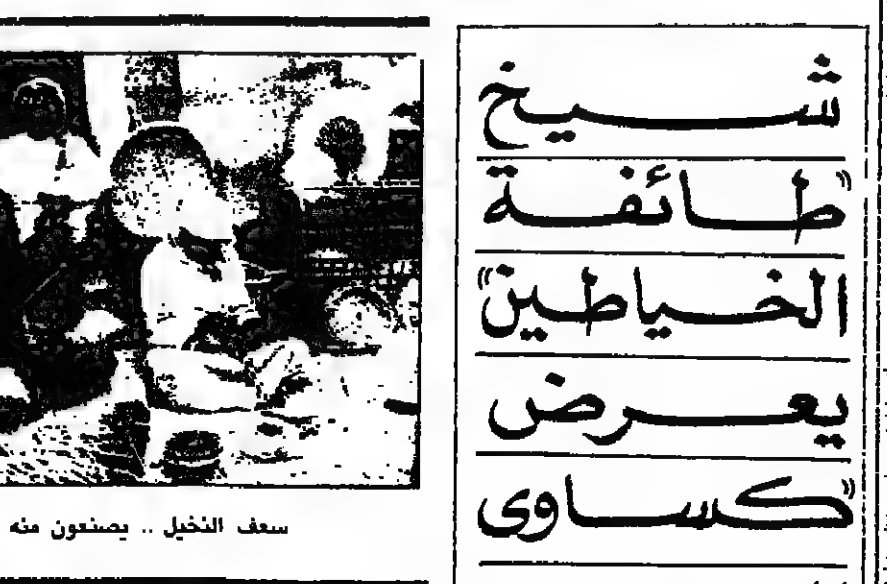 شيخ
"طائفة
الخياطين"
يعرض
"كساوى
سعف النخيل .. يصنعون منه